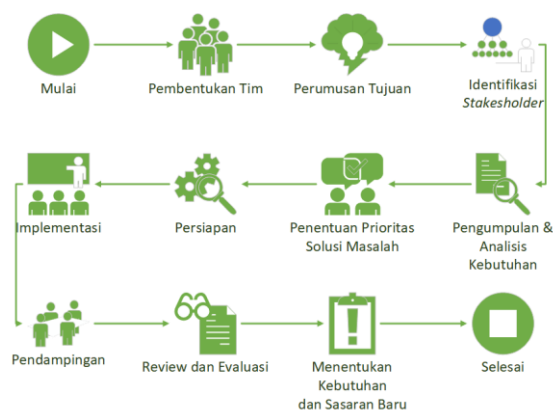 Mulai
Pembentukan Tim
Perumusan Tujuan
Identifikasi
Stakesholder
Implementasi
Persiapan
Penentuan Prioritas
Solusi Masalah
Pengumpulan &
Analisis
Kebutuhan
Pendampingan
Review dan Evaluasi
Menentukan
Kebutuhan
dan Sasaran Baru
Selesai